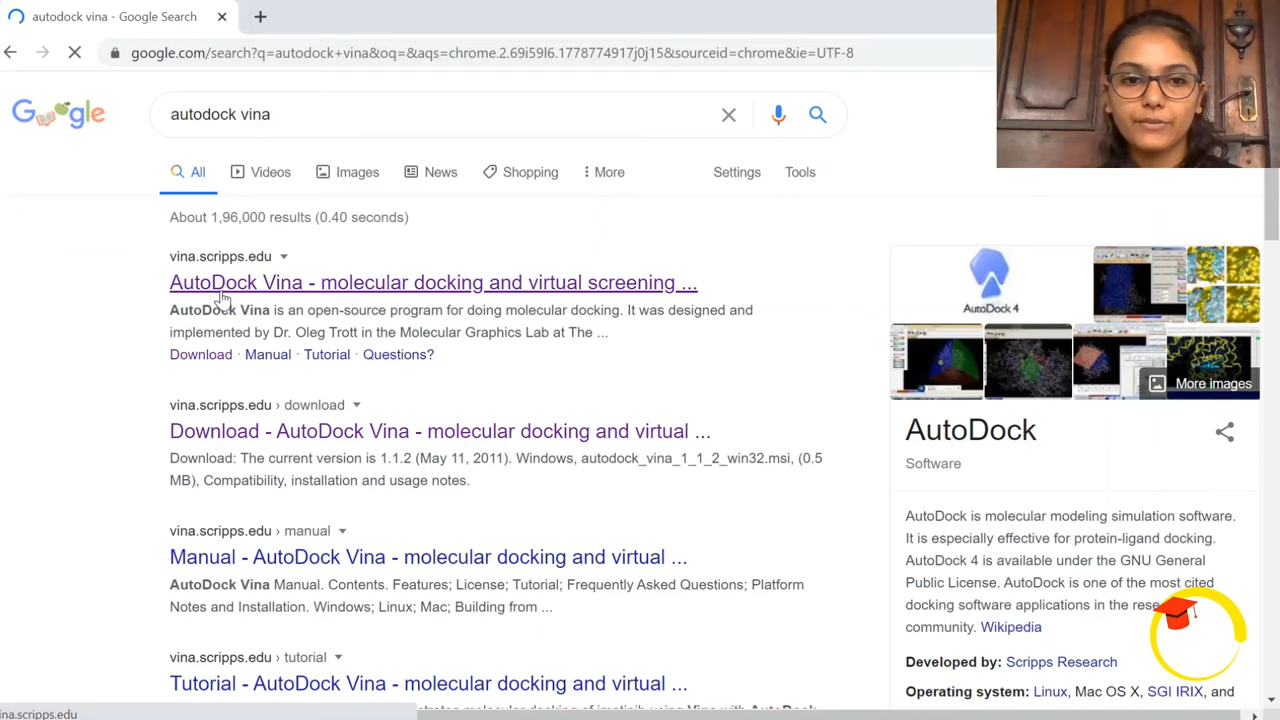 autodock vina - Google Search
google.com/search?q=autodock+vina&oq=&aqs=chrome.2.69i59l6.1778774917j0j15&sourceid=chrome&ie=UTF-8
Google
autodock vina
All Videos Images News Shopping More Settings Tools
About 1,96,000 results (0.40 seconds)
vina.scripps.edu
AutoDock Vina - molecular docking and virtual screening ...
AutoDock Vina is an open-source program for doing molecular docking. It was designed and
implemented by Dr. Oleg Trott in the Molecular Graphics Lab at The ...
Download · Manual · Tutorial · Questions?
vina.scripps.edu › download
Download - AutoDock Vina - molecular docking and virtual ...
Download: The current version is 1.1.2 (May 11, 2011). Windows, autodock_vina_1_1_2_win32.msi, (0.5
MB), Compatibility, installation and usage notes.
vina.scripps.edu › manual
Manual - AutoDock Vina - molecular docking and virtual ...
AutoDock Vina Manual. Contents. Features; License; Tutorial; Frequently Asked Questions; Platform
Notes and Installation. Windows; Linux; Mac; Building from ...
vina.scripps.edu › tutorial
Tutorial - AutoDock Vina - molecular docking and virtual ...
ina.scripps.edu
AutoDock 4
More images
AutoDock
Software
AutoDock is molecular modeling simulation software.
It is especially effective for protein-ligand docking.
AutoDock 4 is available under the GNU General
Public License. AutoDock is one of the most cited
docking software applications in the
community. Wikipedia
Developed by: Scripps Research
Operating system: Linux, Mac OS X, SGI IRIX, and